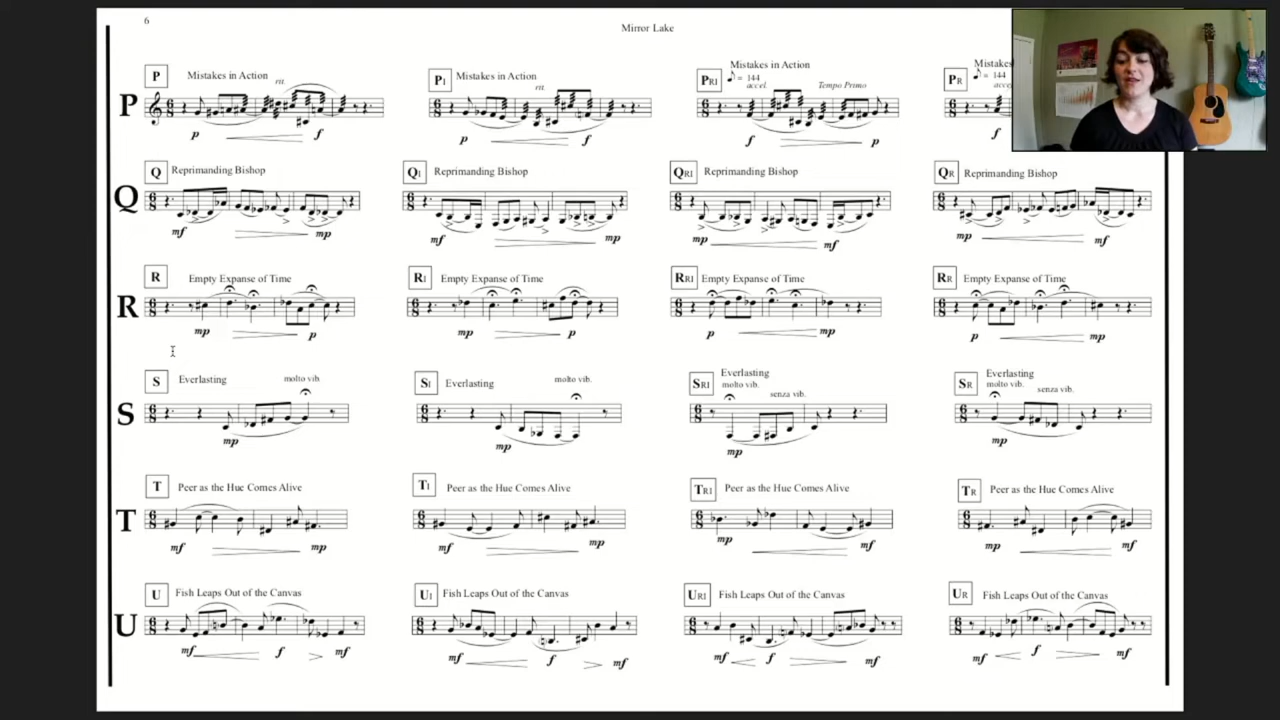 6
Mirror Lake
P Mistakes in Action rit. PI Mistakes in Action rit. PRI Mistakes in Action = 144 accel. Tempo Primo PR Mistakes = 144
P
p f p f f p f
Q Reprimanding Bishop QI Reprimanding Bishop QRI Reprimanding Bishop QR Reprimanding Bishop
Q
mf mp mf mp mp mf mp mf
R Empty Expanse of Time RI Empty Expanse of Time RRI Empty Expanse of Time RR Empty Expanse of Time
R
mp p mp p p mp p mp
S Everlasting molto vib. SI Everlasting molto vib. SRI Everlasting molto vib. senza vib. SR Everlasting molto vib. senza vib.
S
mp mp mp mp
T Peer as the Hue Comes Alive TI Peer as the Hue Comes Alive TRI Peer as the Hue Comes Alive TR Peer as the Hue Comes Alive
T
mf mp mf mp mp mf mp mf
U Fish Leaps Out of the Canvas UI Fish Leaps Out of the Canvas URI Fish Leaps Out of the Canvas UR Fish Leaps Out of the Canvas
U
mf f mf mf f mf mf f mf mf f mf